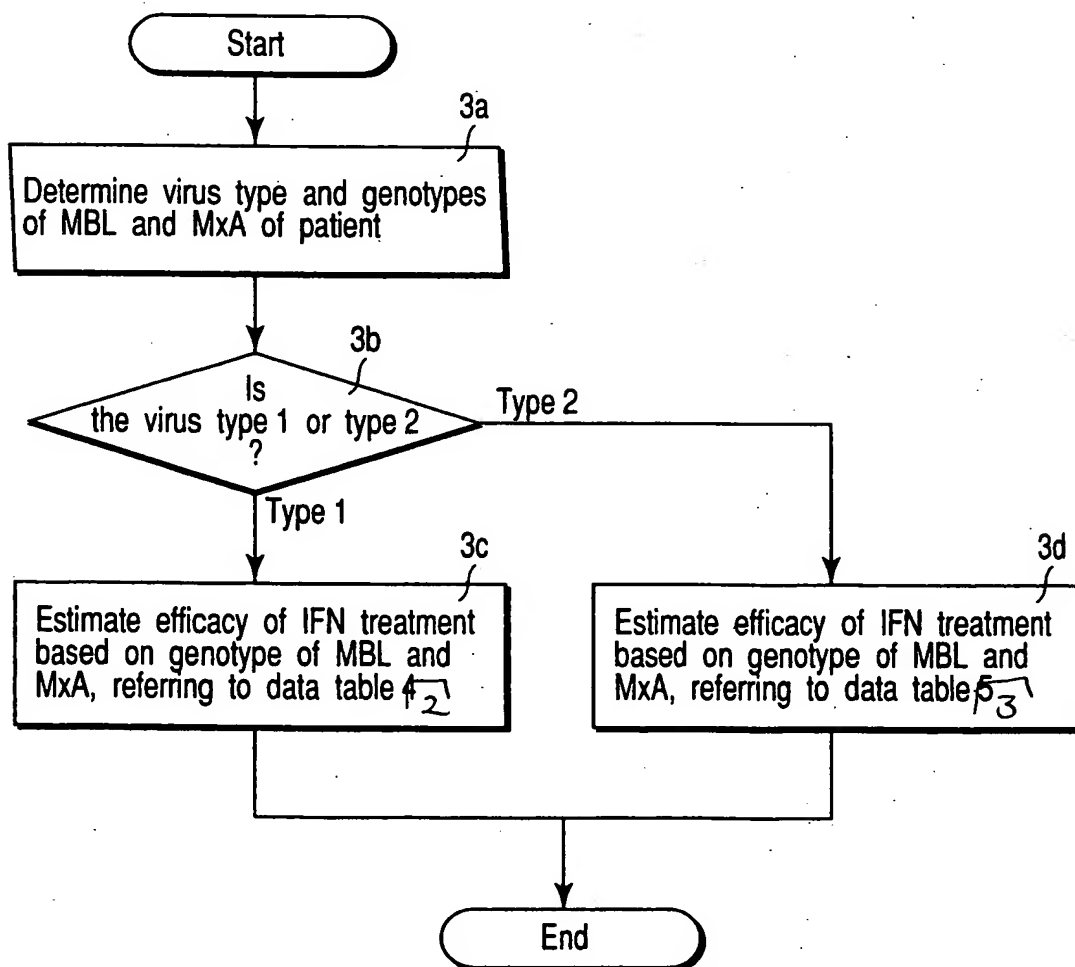 Start
3a
Determine virus type and genotypes
of MBL and MxA of patient
3b
Is
the virus type 1 or type 2
?
Type 2
Type 1
3c
Estimate efficacy of IFN treatment
based on genotype of MBL and
MxA, referring to data table 4 2
3d
Estimate efficacy of IFN treatment
based on genotype of MBL and
MxA, referring to data table 5 3
End